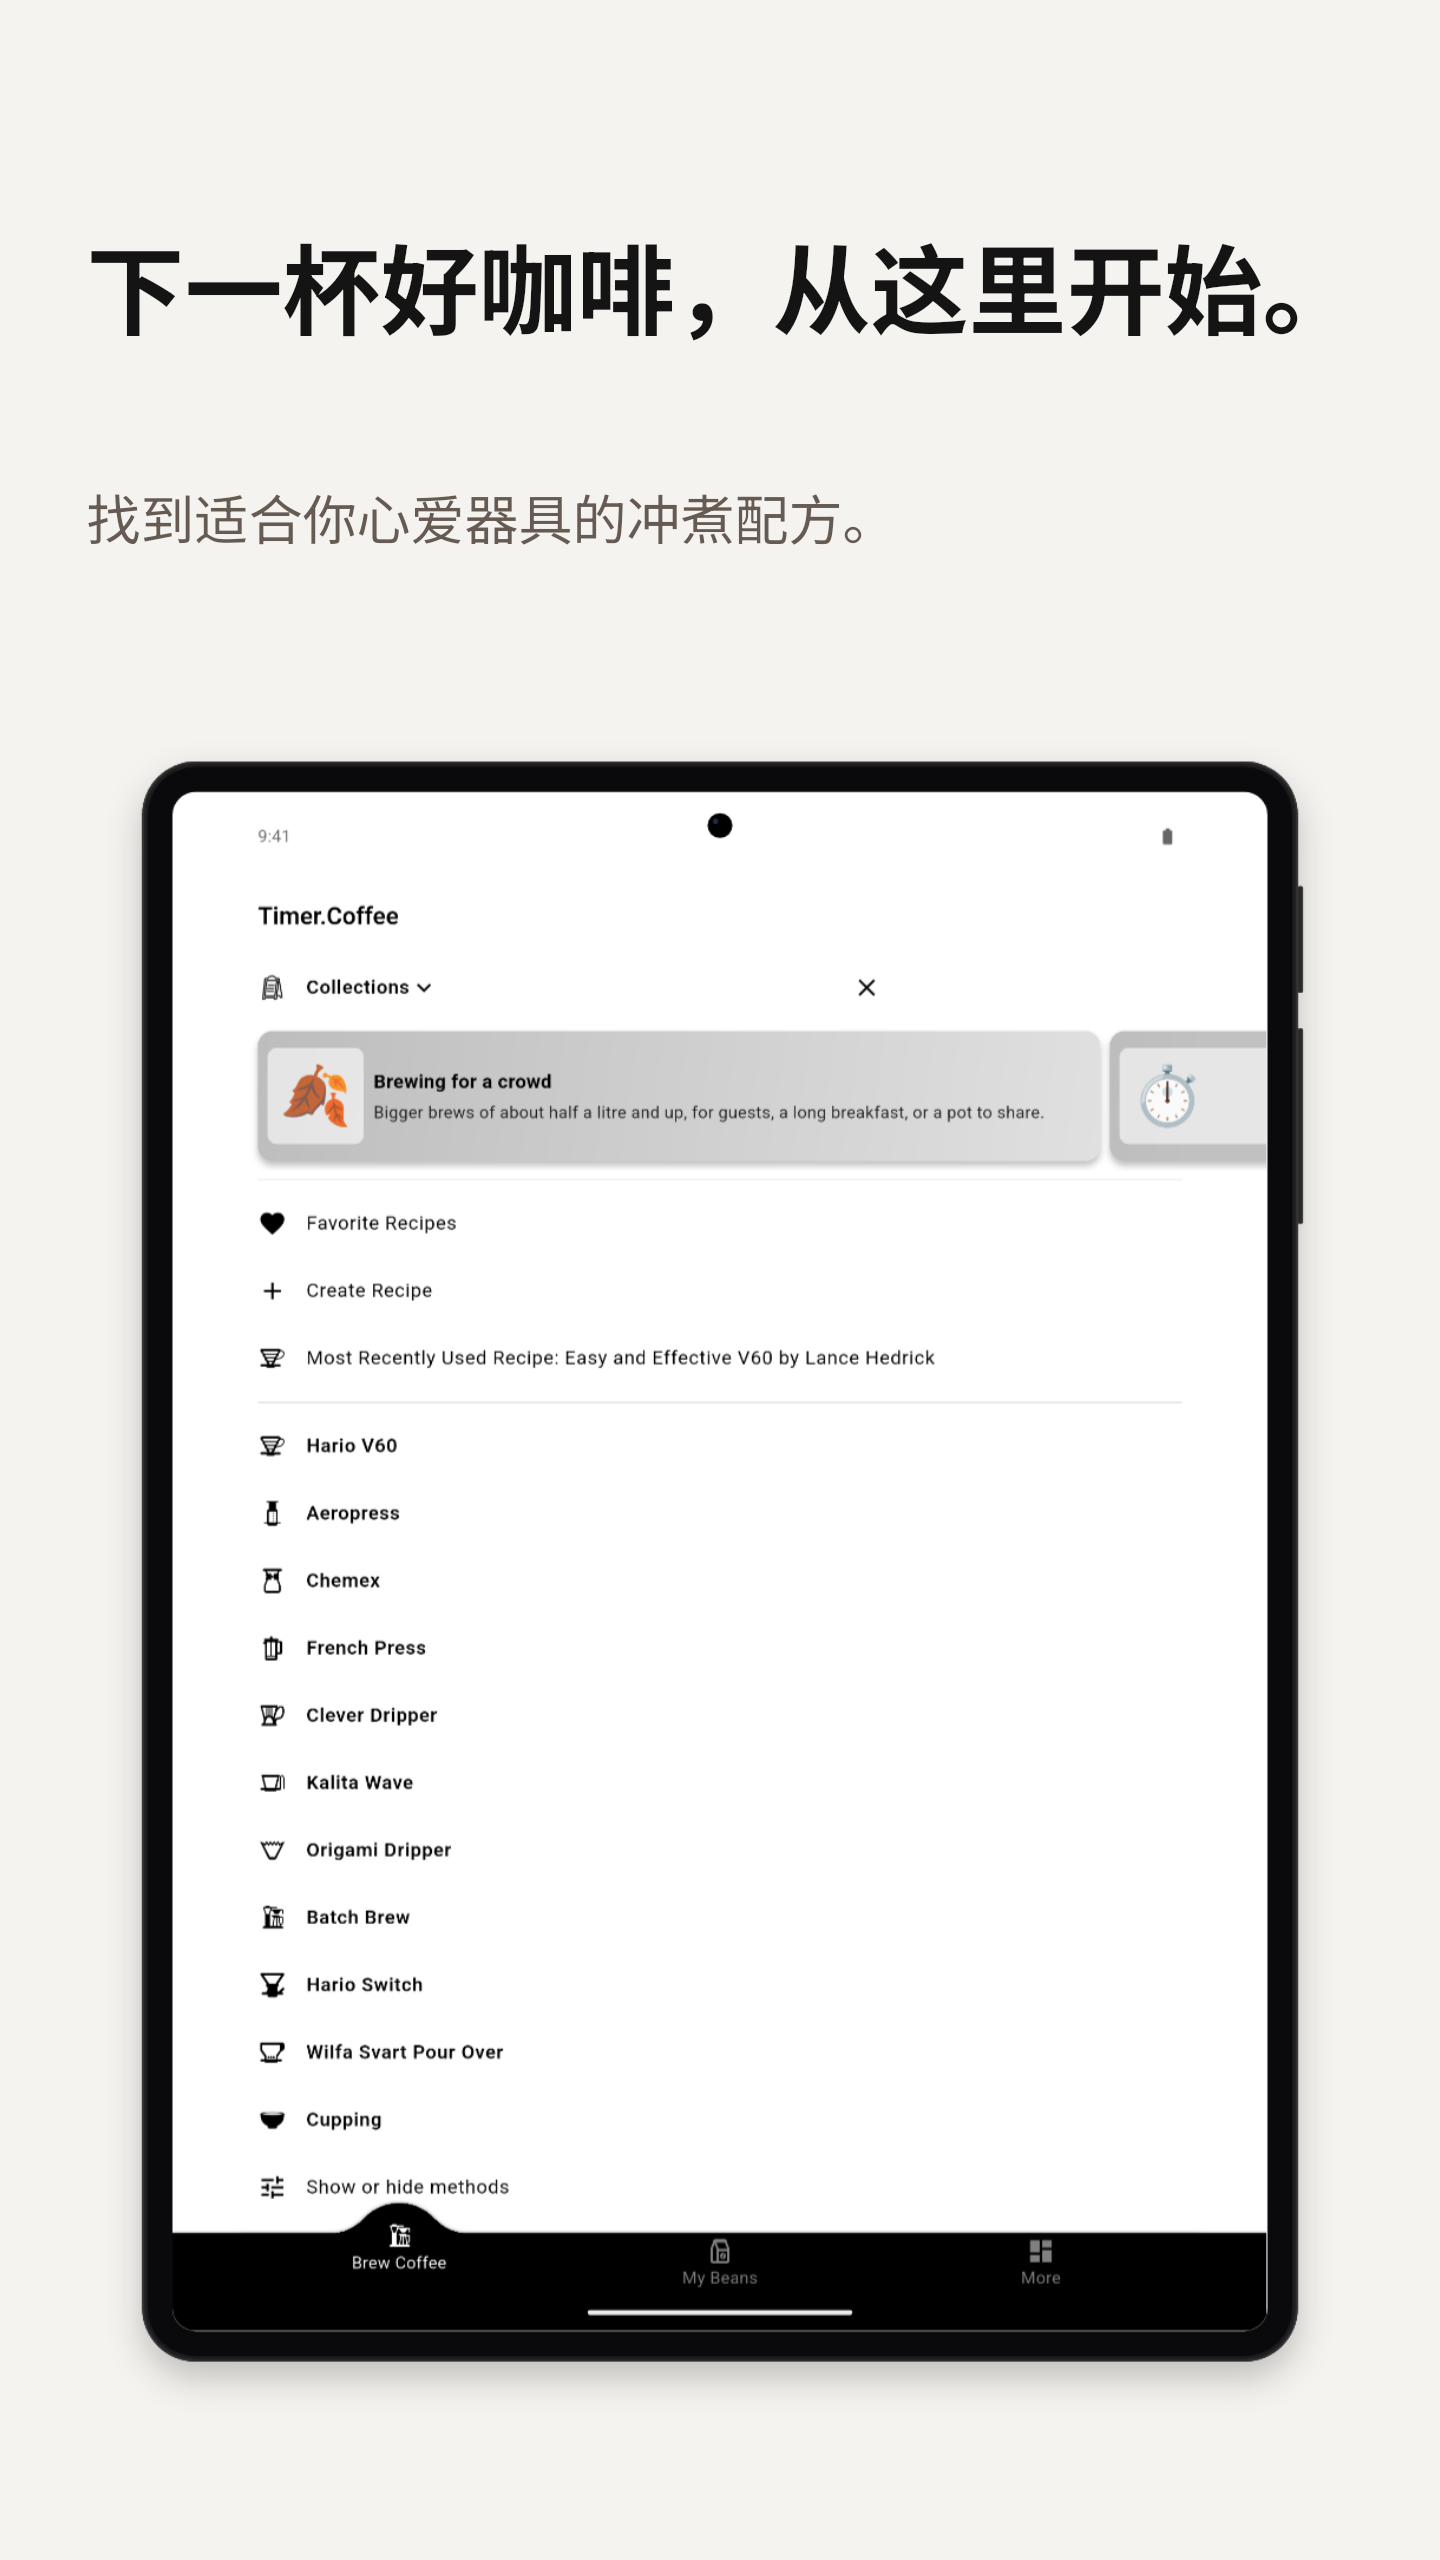 下一杯好咖啡，从这里开始。
找到适合你心爱器具的冲煮配方。
9:41
Timer.Coffee
Collections
Brewing for a crowd
Bigger brews of about half a litre and up, for guests, a long breakfast, or a pot to share.
Favorite Recipes
Create Recipe
Most Recently Used Recipe: Easy and Effective V60 by Lance Hedrick
Hario V60
Aeropress
Chemex
French Press
Clever Dripper
Kalita Wave
Origami Dripper
Batch Brew
Hario Switch
Wilfa Svart Pour Over
Cupping
Show or hide methods
Brew Coffee
My Beans
More